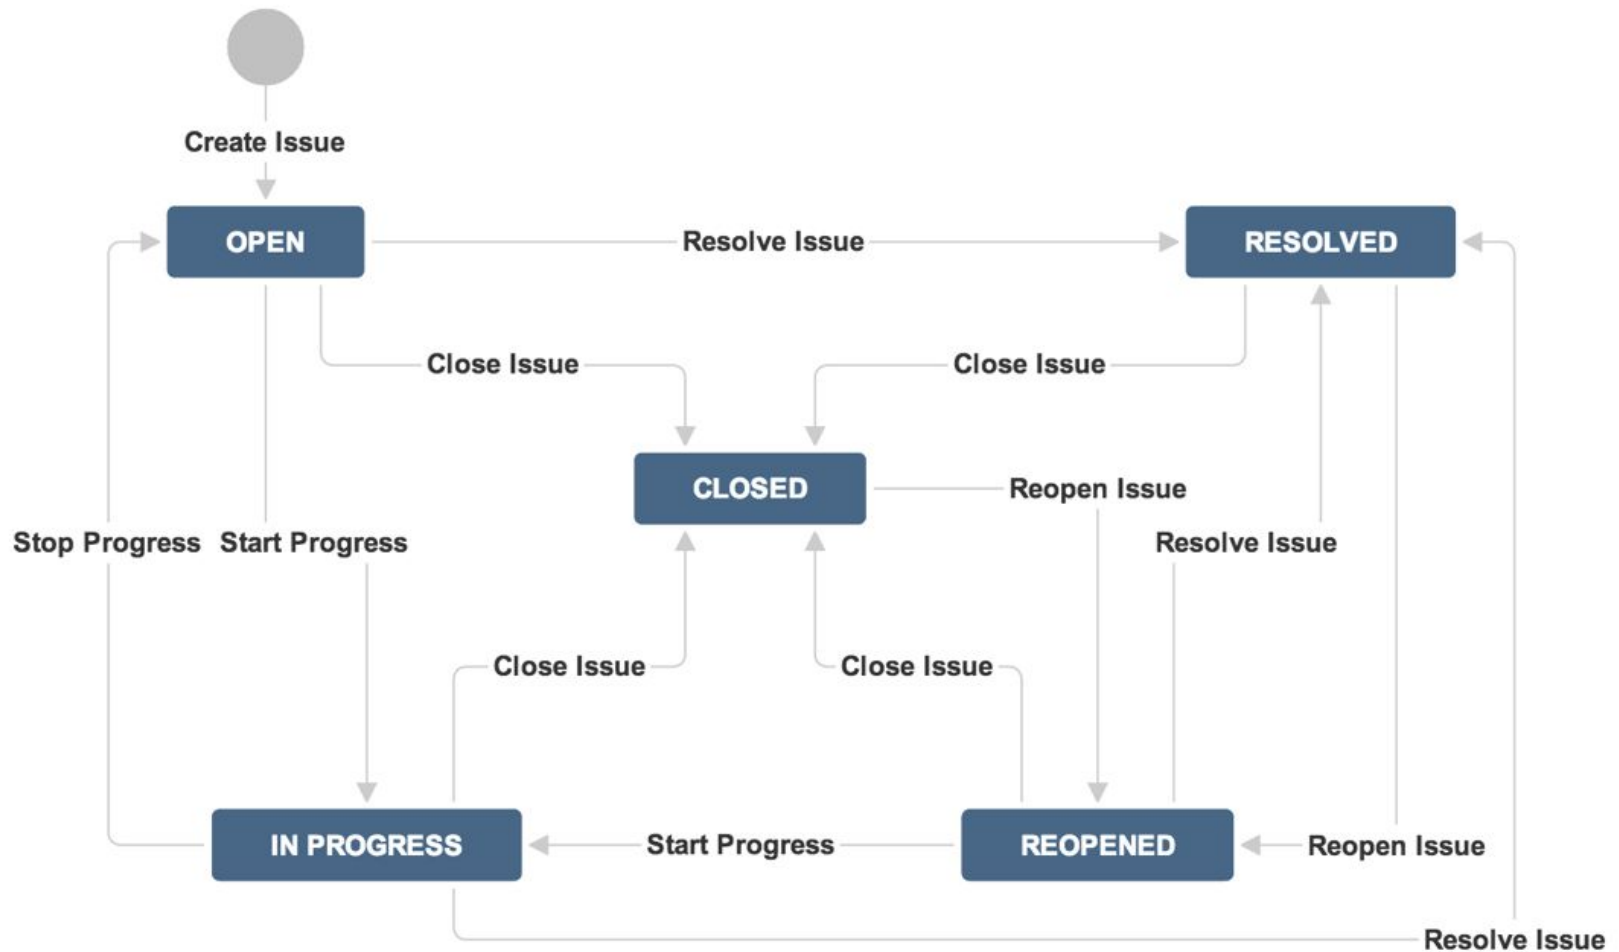 Create Issue
OPEN
Resolve Issue
RESOLVED
Close Issue
Close Issue
CLOSED
Reopen Issue
Stop Progress
Start Progress
Resolve Issue
Close Issue
Close Issue
IN PROGRESS
Start Progress
REOPENED
Reopen Issue
Resolve Issue